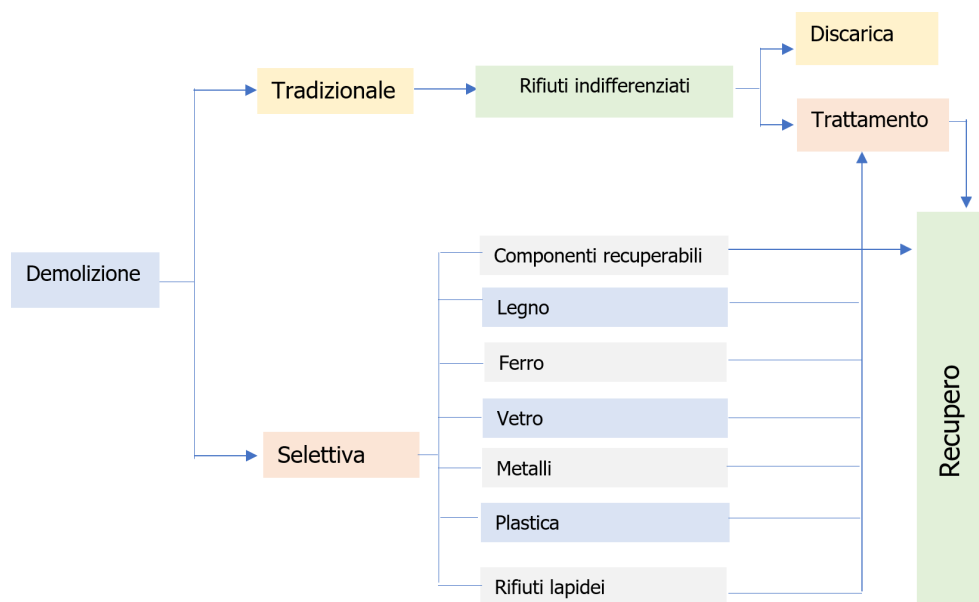 Discarica
Tradizionale
Rifiuti indifferenziati
Trattamento
Demolizione
Componenti recuperabili
Legno
Ferro
Vetro
Selettiva
Metalli
Plastica
Rifiuti lapidei
Recupero